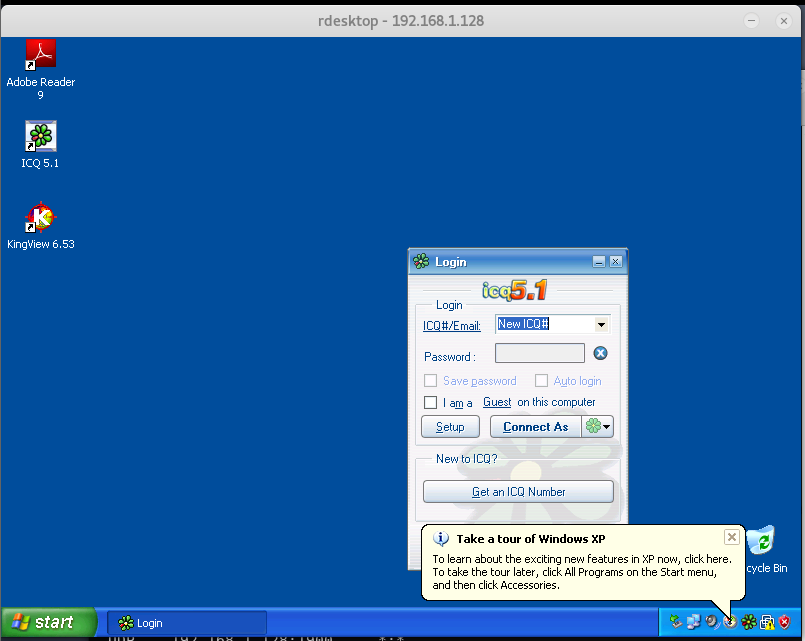 rdesktop - 192.168.1.128
Adobe Reader
9
ICQ 5.1
KingView 6.53
Login
icq5.1
Login
ICQ#/Email:
New ICQ#
Password :
Save password
Auto login
I am a Guest on this computer
Setup
Connect As
New to ICQ?
Get an ICQ Number
Take a tour of Windows XP
To learn about the exciting new features in XP now, click here.
To take the tour later, click All Programs on the Start menu,
and then click Accessories.
cycle Bin
start
Login